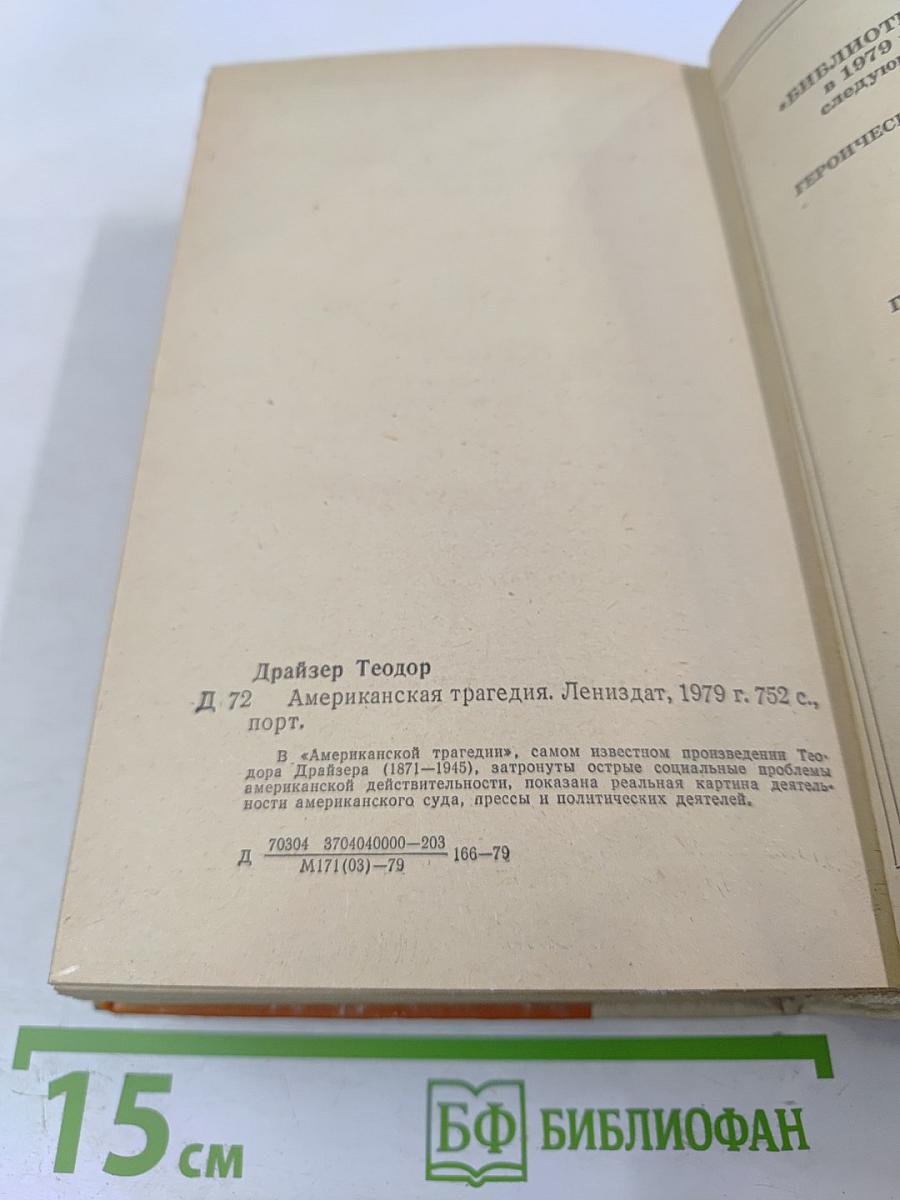 Драйзер Теодор
Д 72 Американская трагедия. Лениздат, 1979 г. 752 с.,
порт.
В «Американской трагедии», самом известном произведении Тео-
дора Драйзера (1871—1945), затронуты острые социальные проблемы
американской действительности, показана реальная картина деятель-
ности американского суда, прессы и политических деятелей.
Д 70304 3704040000—203 166—79
М171(03)—79
в 1979
15 см
БФ БИБЛИОФАН